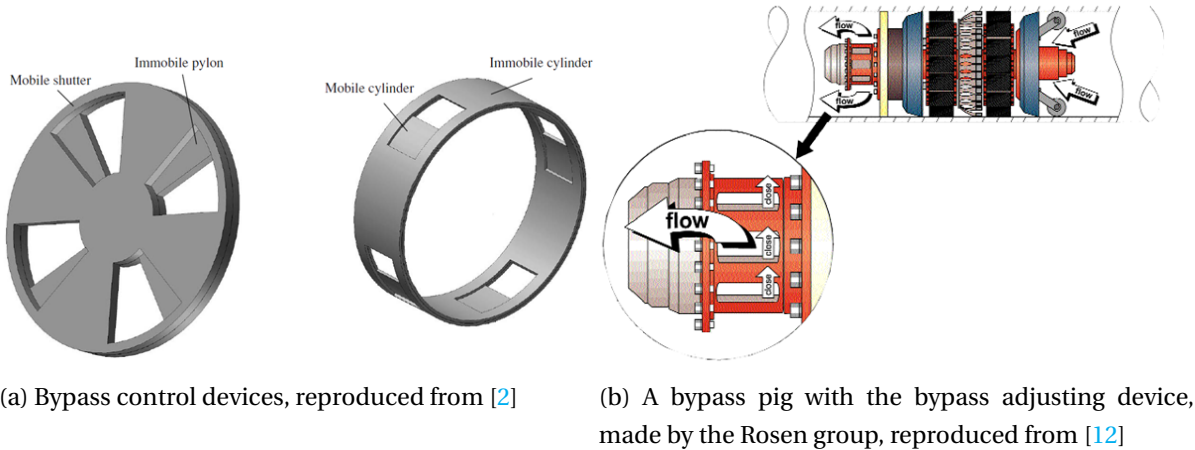 Mobile shutter
Immobile pylon
Mobile cylinder
Immobile cylinder
flow
flow
flow
flow
flow
close
close
close
(a) Bypass control devices, reproduced from [2]
(b) A bypass pig with the bypass adjusting device,
made by the Rosen group, reproduced from [12]